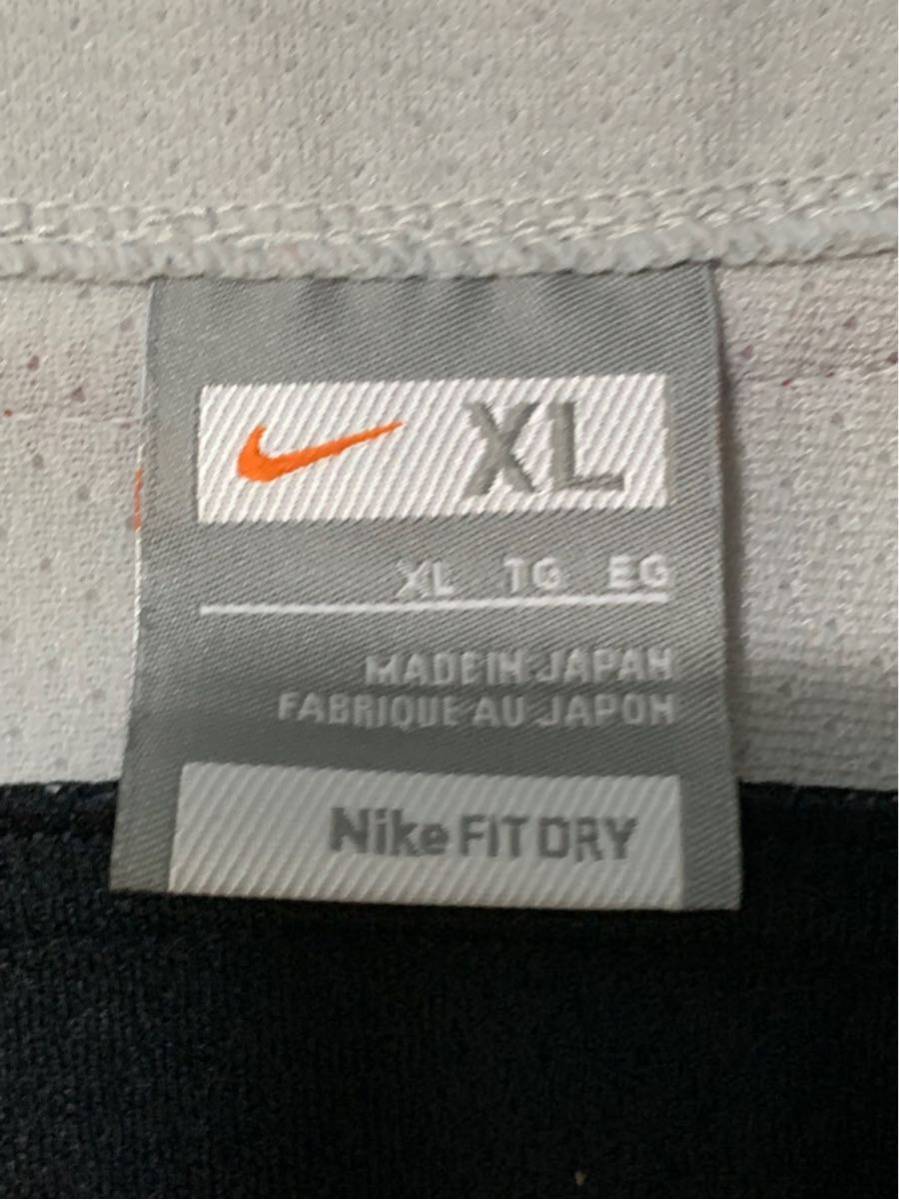 XL
XL TG EG
MADE IN JAPAN
FABRIQUE AU JAPON
Nike FIT DRY